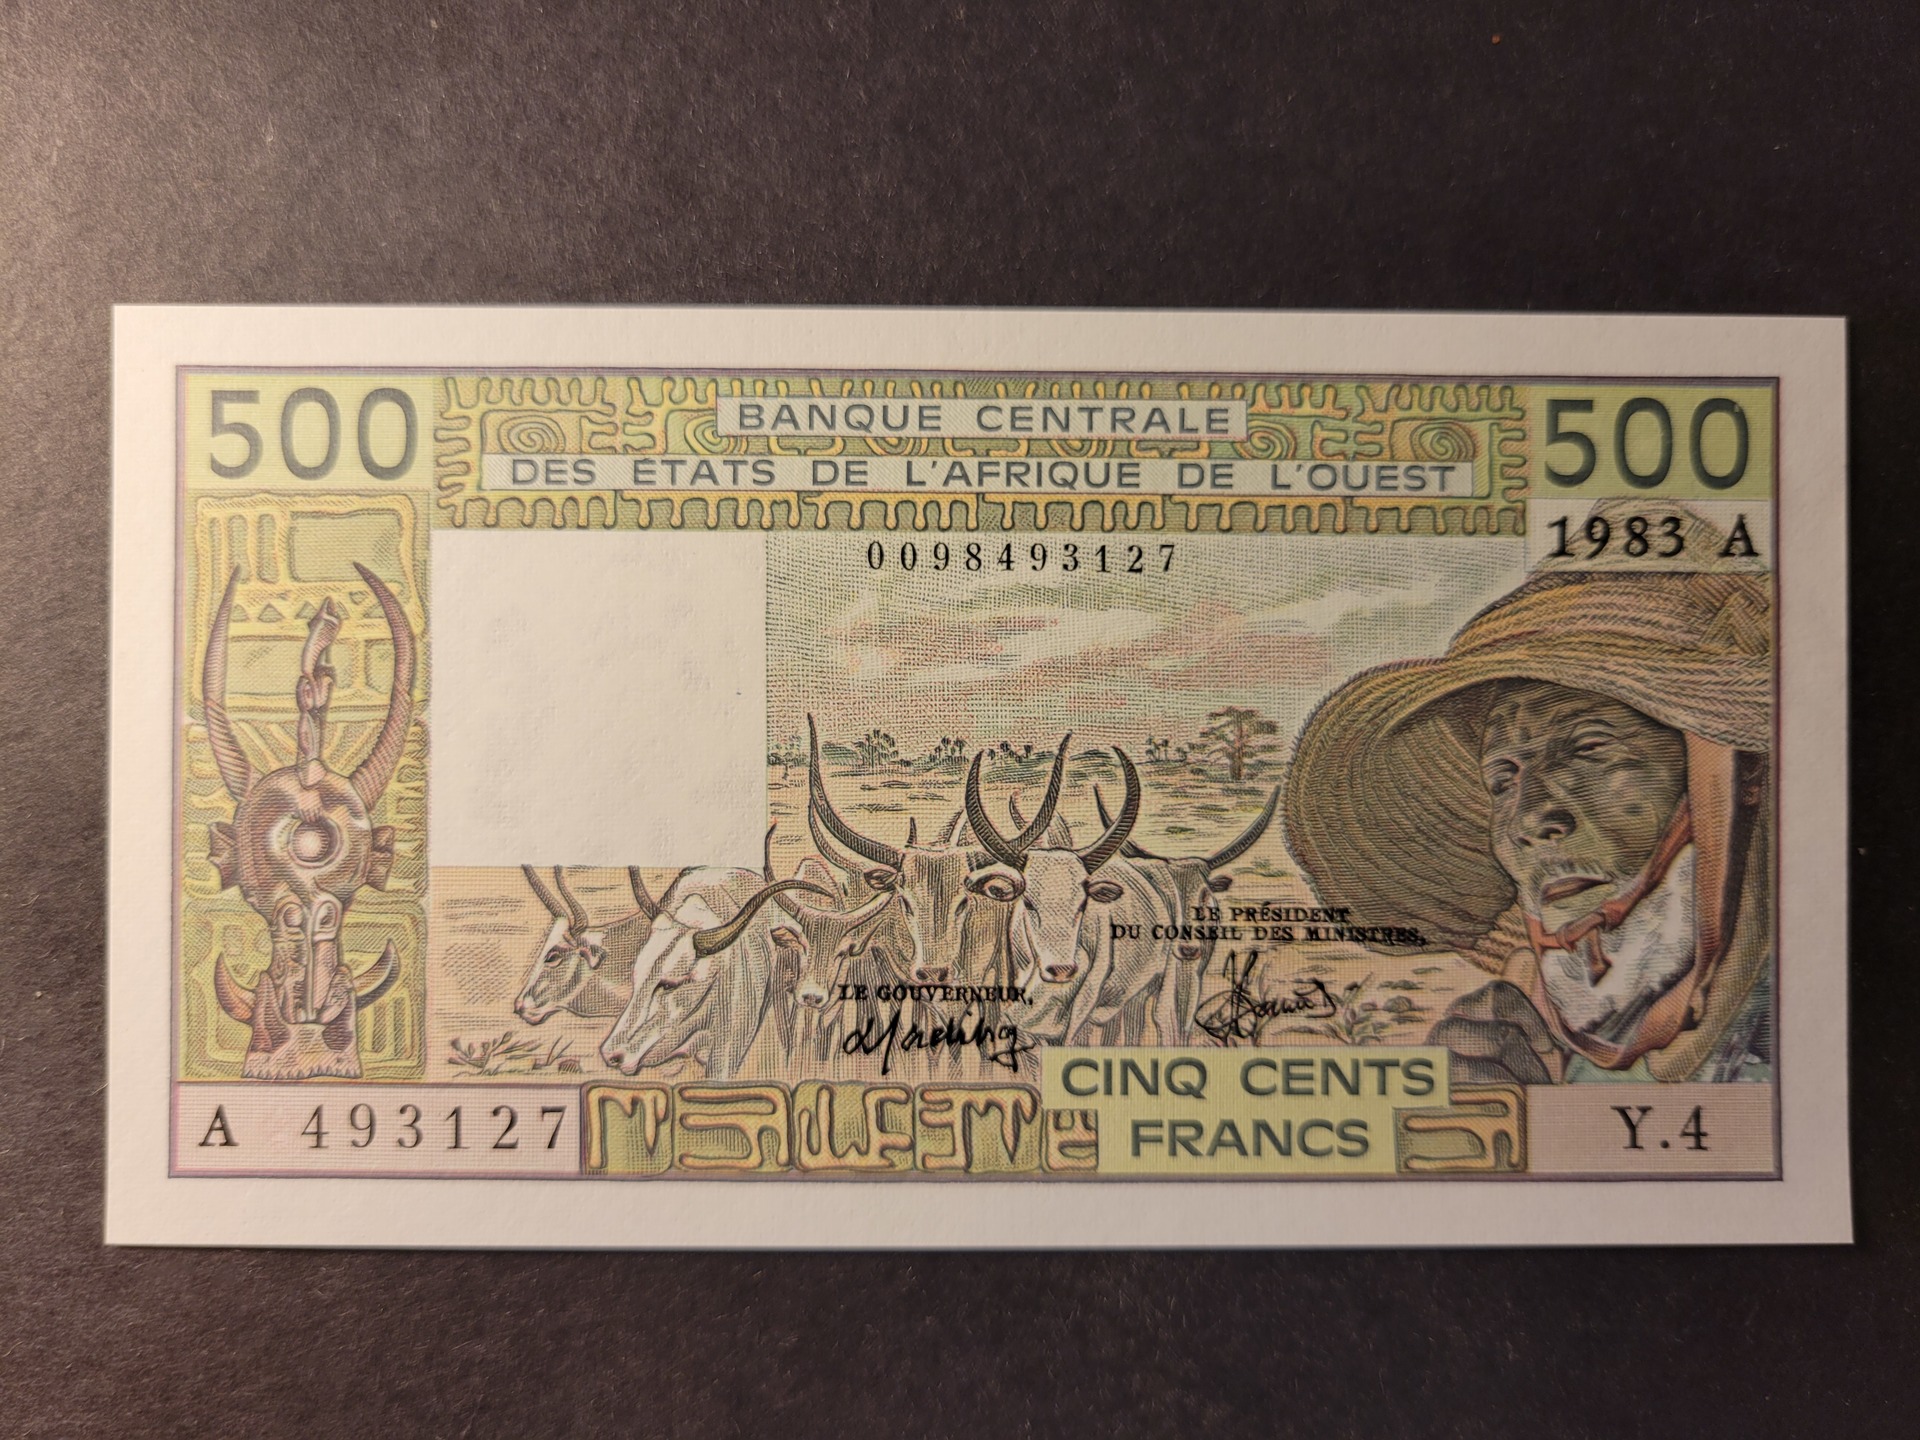 500
BANQUE CENTRALE
DES ÉTATS DE L'AFRIQUE DE L'OUEST
500
1983 A
0098493127
LE PRÉSIDENT
DU CONSEIL DES MINISTRES,
LE GOUVERNEUR,
CINQ CENTS
FRANCS
A 493127
Y.4